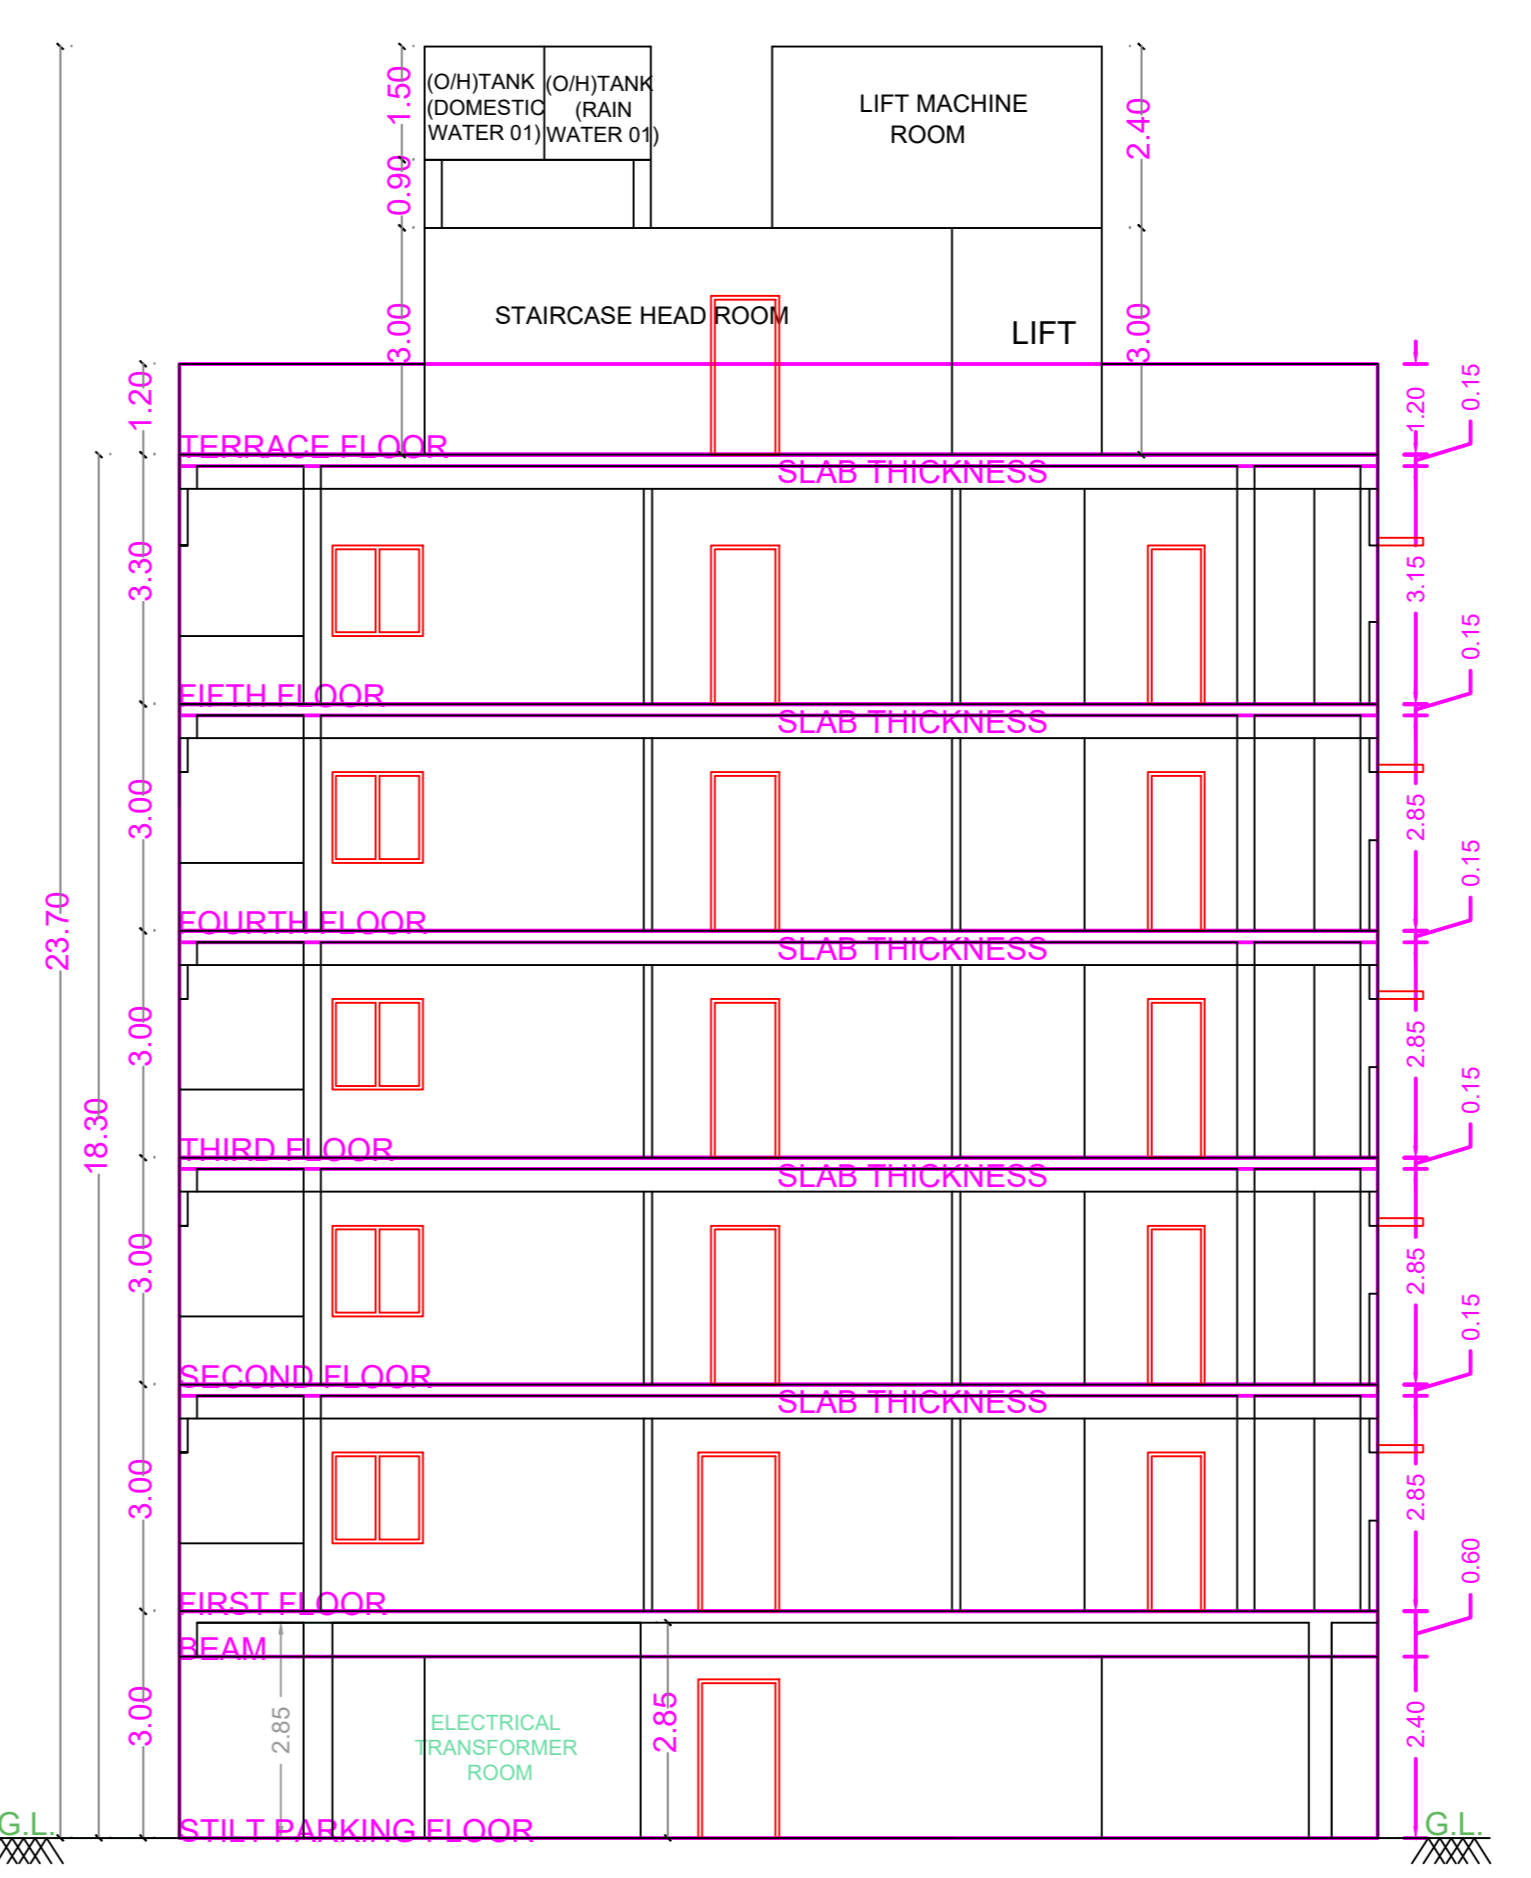 (O/H)TANK
(DOMESTIC
WATER 01)
(O/H)TANK
(RAIN
WATER 01)
LIFT MACHINE
ROOM
1.50
0.90
2.40
STAIRCASE HEAD ROOM
LIFT
3.00
3.00
1.20
1.20
0.15
TERRACE FLOOR
SLAB THICKNESS
3.30
3.15
0.15
FIFTH FLOOR
SLAB THICKNESS
3.00
2.85
0.15
23.70
FOURTH FLOOR
SLAB THICKNESS
3.00
2.85
0.15
18.30
THIRD FLOOR
SLAB THICKNESS
3.00
2.85
0.15
SECOND FLOOR
SLAB THICKNESS
3.00
2.85
0.60
FIRST FLOOR
BEAM
3.00
2.85
ELECTRICAL
TRANSFORMER
ROOM
2.85
2.40
G.L.
STILT PARKING FLOOR
G.L.